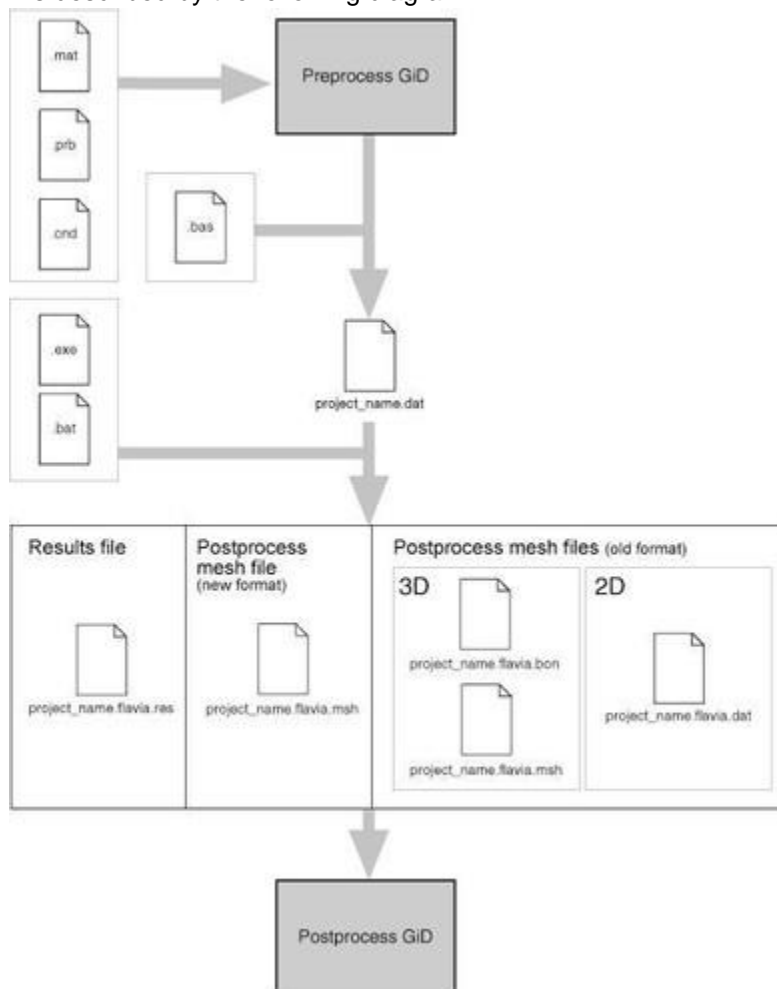 .mat
Preprocess GiD
.prb
.cnd
.bas
.exe
.bat
project_name.dat
Results file
project_name.flavia.res
Postprocess
mesh file
(new format)
project_name.flavia.msh
Postprocess mesh files (old format)
3D
project_name.flavia.bon
project_name.flavia.msh
2D
project_name.flavia.dat
Postprocess GiD